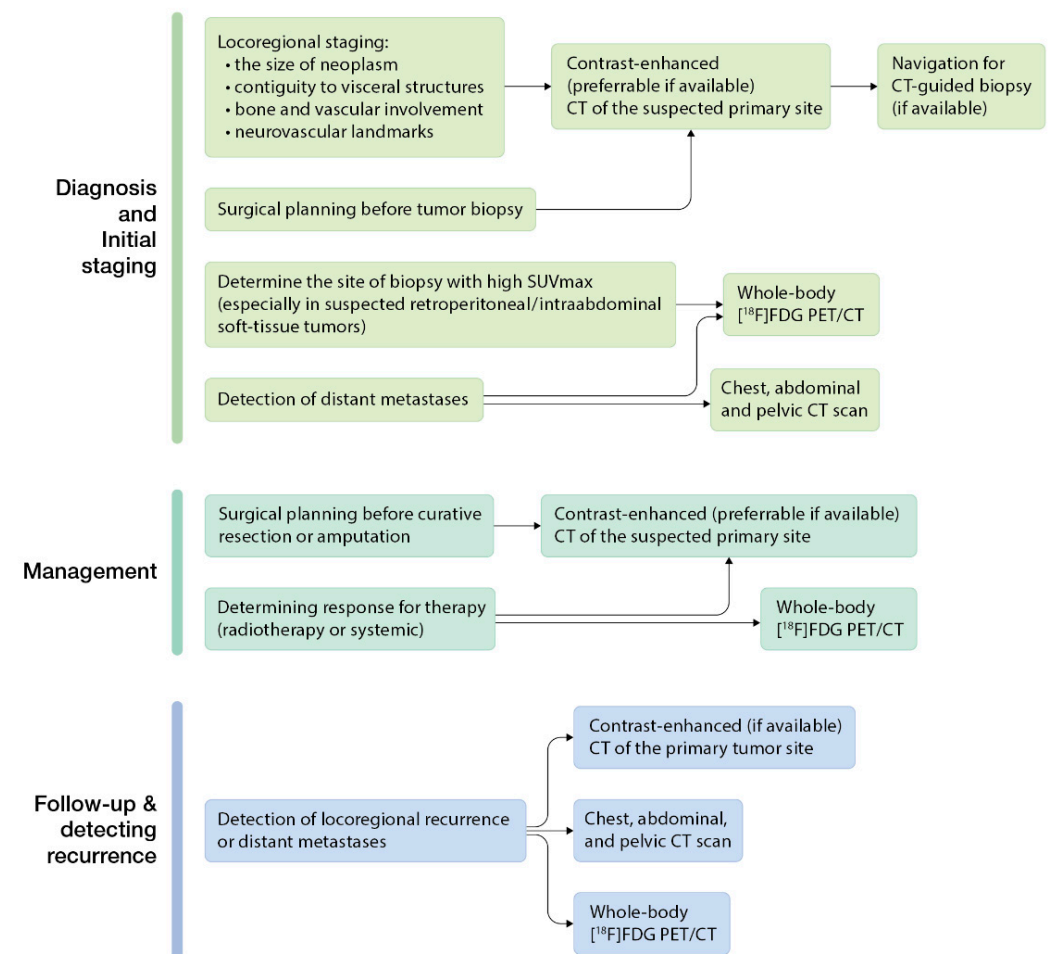 Diagnosis
and
Initial
staging
Locoregional staging:
• the size of neoplasm
• contiguity to visceral structures
• bone and vascular involvement
• neurovascular landmarks
Contrast-enhanced
(preferrable if available)
CT of the suspected primary site
Navigation for
CT-guided biopsy
(if available)
Surgical planning before tumor biopsy
Determine the site of biopsy with high SUVmax
(especially in suspected retroperitoneal/intraabdominal
soft-tissue tumors)
Whole-body
[¹⁸F]FDG PET/CT
Detection of distant metastases
Chest, abdominal
and pelvic CT scan
Management
Surgical planning before curative
resection or amputation
Contrast-enhanced (preferrable if available)
CT of the suspected primary site
Determining response for therapy
(radiotherapy or systemic)
Whole-body
[¹⁸F]FDG PET/CT
Follow-up &
detecting
recurrence
Detection of locoregional recurrence
or distant metastases
Contrast-enhanced (if available)
CT of the primary tumor site
Chest, abdominal,
and pelvic CT scan
Whole-body
[¹⁸F]FDG PET/CT